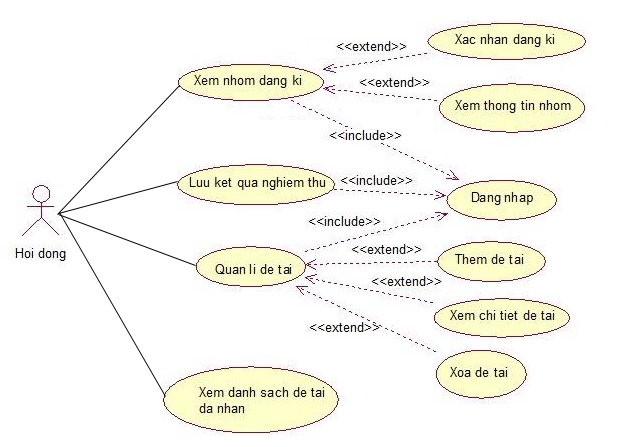 <<extend>>
Xac nhan dang ki
Xem nhom dang ki
<<extend>>
Xem thong tin nhom
<<include>>
Luu ket qua nghiem thu
<<include>>
Dang nhap
Hoi dong
<<include>>
Quan li de tai
<<extend>>
Them de tai
<<extend>>
Xem chi tiet de tai
<<extend>>
Xoa de tai
Xem danh sach de tai
da nhan